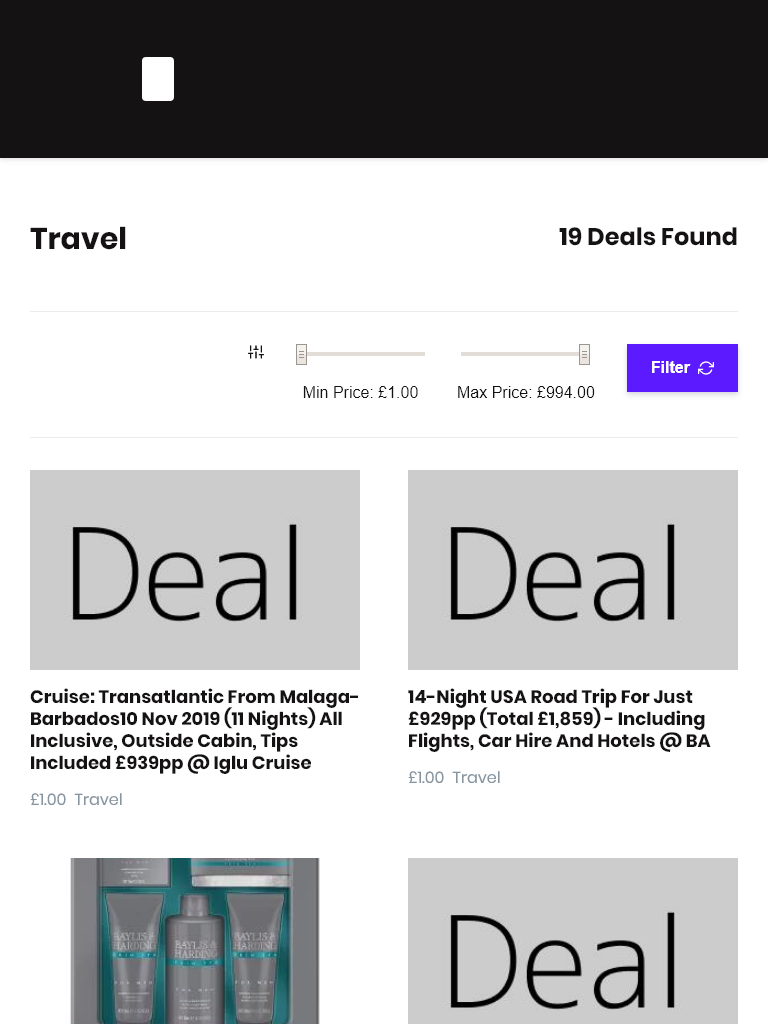 Travel
19 Deals Found
Min Price: £1.00
Max Price: £994.00
Filter
Deal
Deal
Cruise: Transatlantic From Malaga-
Barbados10 Nov 2019 (11 Nights) All
Inclusive, Outside Cabin, Tips
Included £939pp @ Iglu Cruise
£1.00 Travel
14-Night USA Road Trip For Just
£929pp (Total £1,859) - Including
Flights, Car Hire And Hotels @ BA
£1.00 Travel
BAYLIS &
HARDING
BAYLIS &
HARDING
BAYLIS &
HARDING
Deal